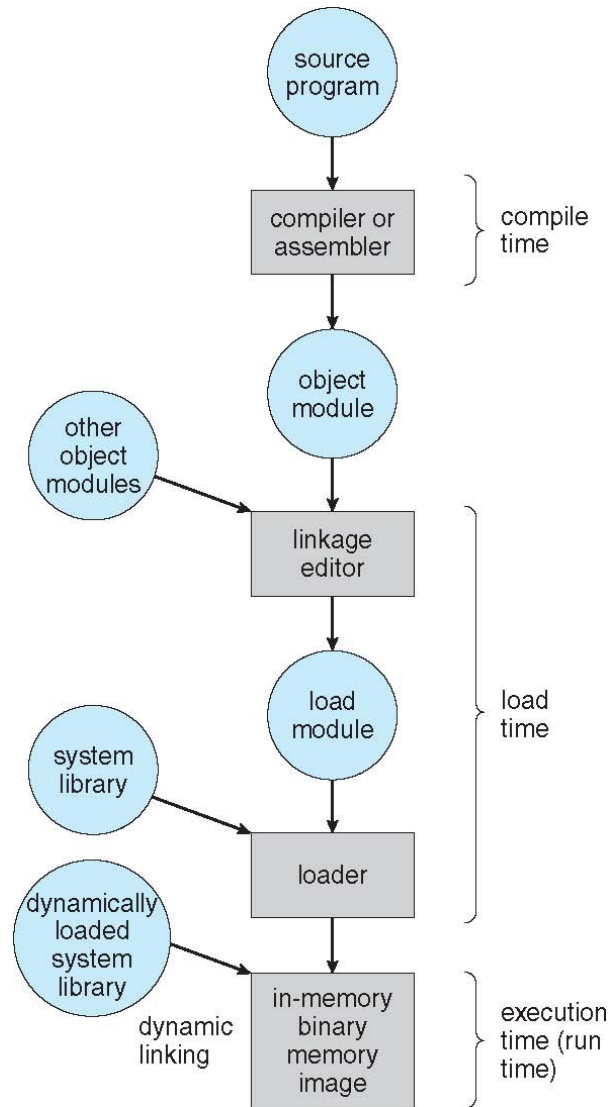 source
program
compiler or
assembler
compile
time
object
module
other
object
modules
linkage
editor
load
module
load
time
system
library
loader
dynamically
loaded
system
library
dynamic
linking
in-memory
binary
memory
image
execution
time (run
time)